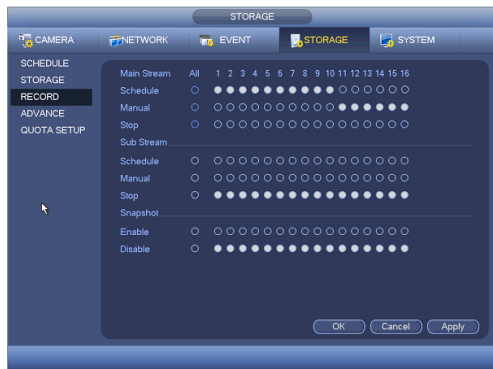 STORAGE
CAMERA NETWORK EVENT STORAGE SYSTEM
SCHEDULE
STORAGE
RECORD
ADVANCE
QUOTA SETUP
Main Stream All 1 2 3 4 5 6 7 8 9 10 11 12 13 14 15 16
Schedule
Manual
Stop
Sub Stream
Schedule
Manual
Stop
Snapshot
Enable
Disable
OK Cancel Apply